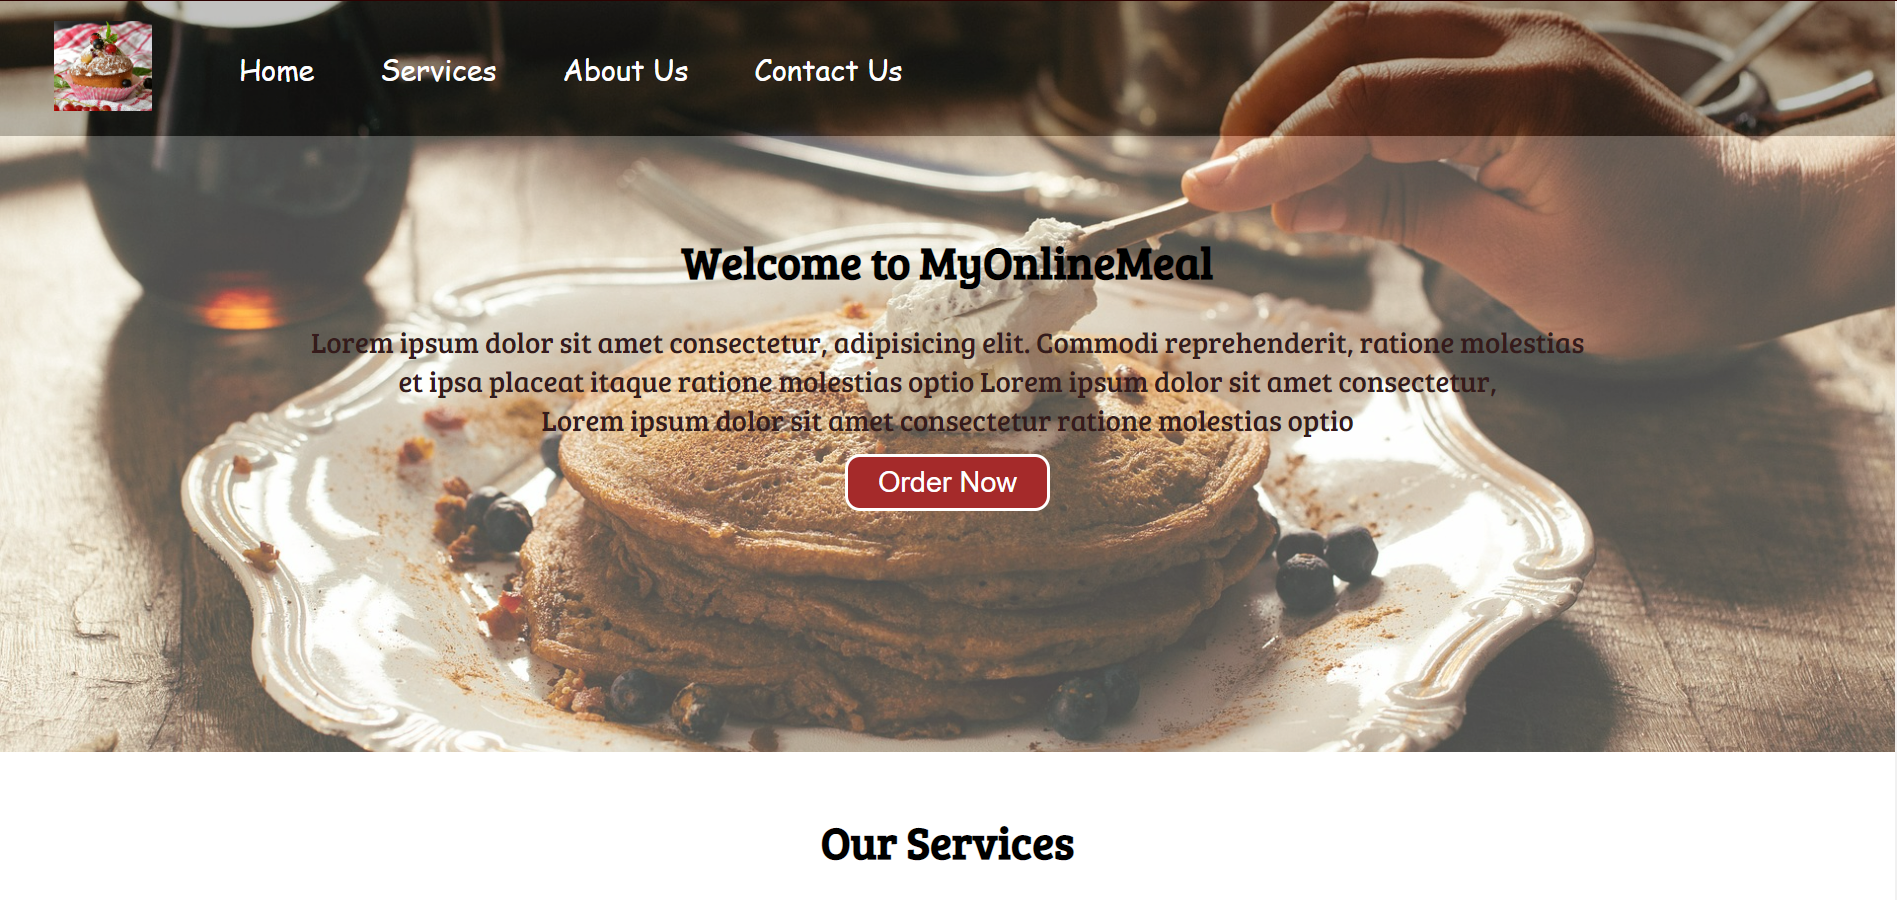 Home Services About Us Contact Us
Welcome to MyOnlineMeal
Lorem ipsum dolor sit amet consectetur, adipisicing elit. Commodi reprehenderit, ratione molestias
et ipsa placeat itaque ratione molestias optio Lorem ipsum dolor sit amet consectetur,
Lorem ipsum dolor sit amet consectetur ratione molestias optio
Order Now
Our Services